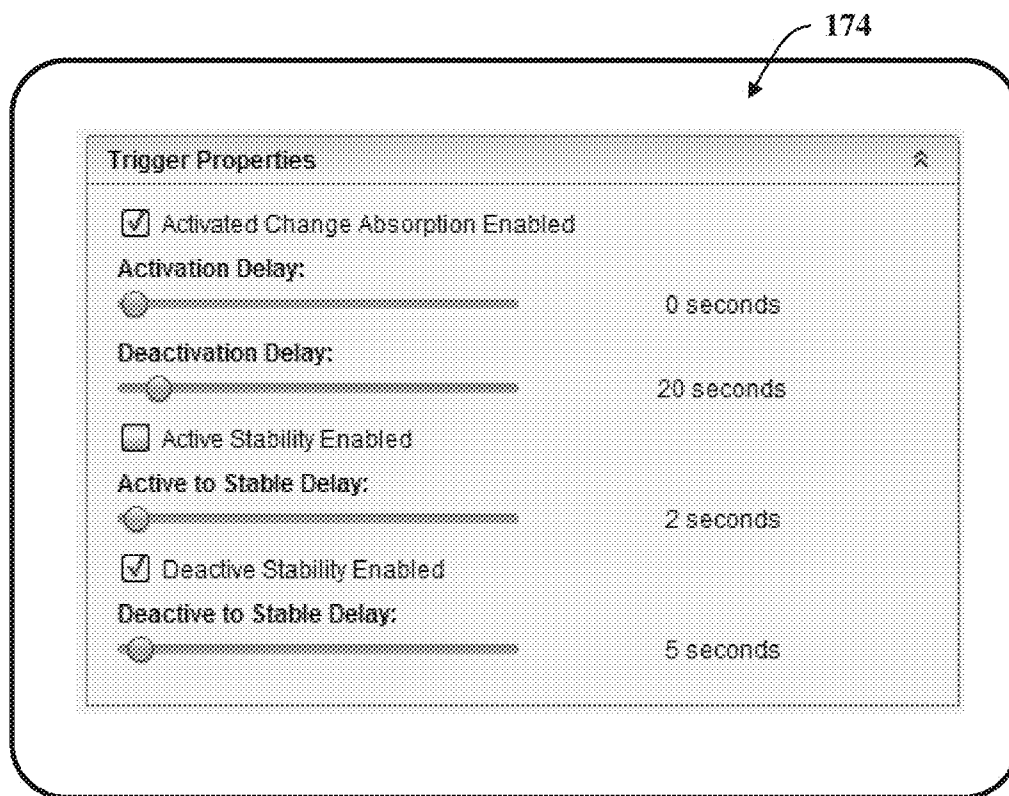 174
Trigger Properties
Activated Change Absorption Enabled
Activation Delay:
0 seconds
Deactivation Delay:
20 seconds
Active Stability Enabled
Active to Stable Delay:
2 seconds
Deactive Stability Enabled
Deactive to Stable Delay:
5 seconds